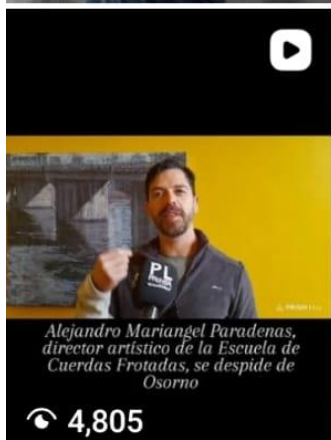 PL
Alejandro Mariangel Paradenas,
director artístico de la Escuela de
Cuerdas Frotadas, se despide de
Osorno
4,805